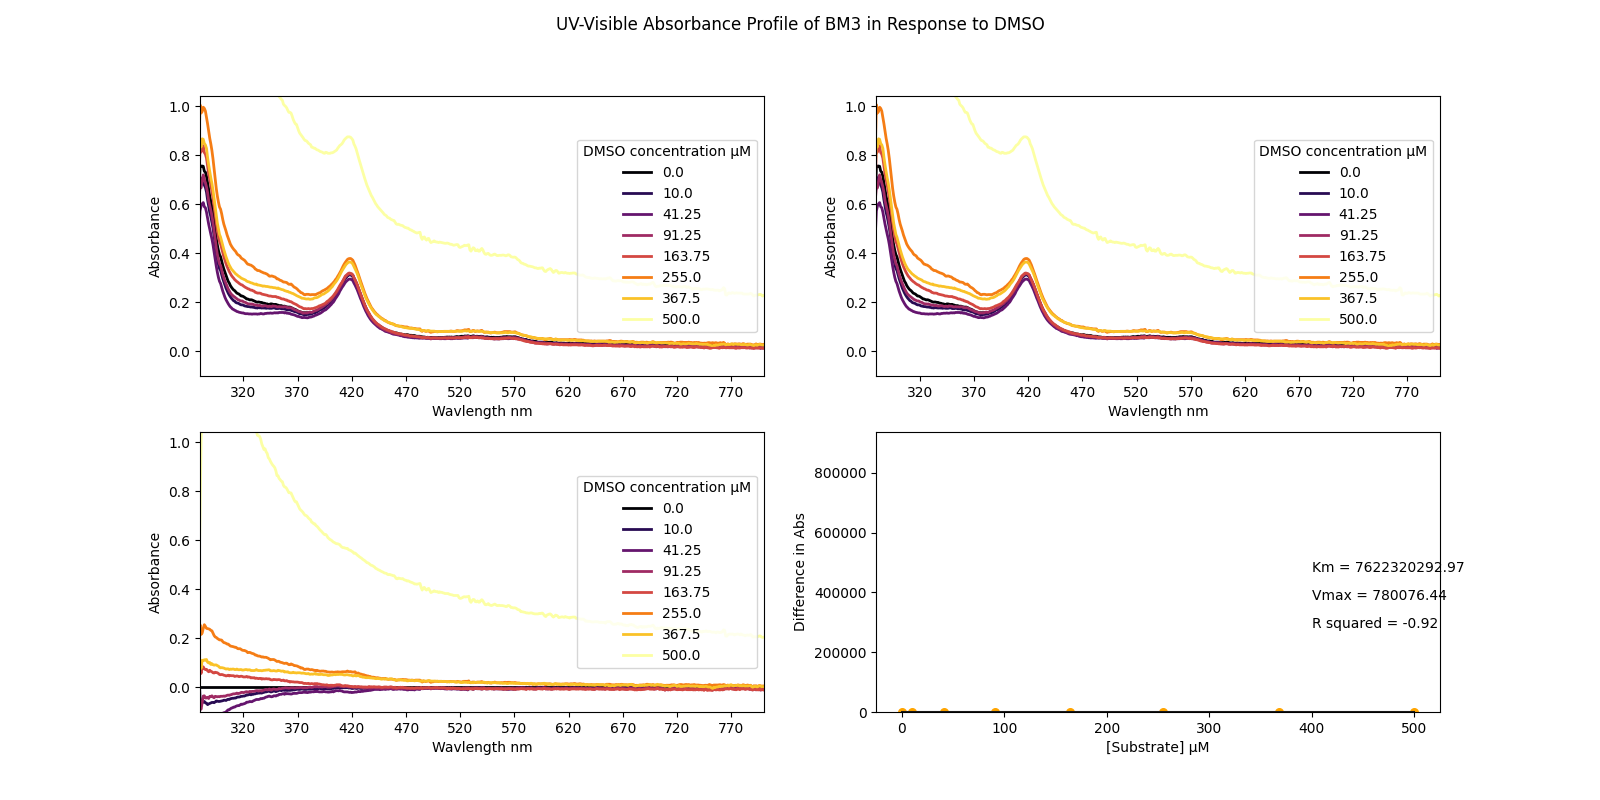 UV-Visible Absorbance Profile of BM3 in Response to DMSO
1.0
0.8
0.6
0.4
0.2
0.0
Absorbance
320 370 420 470 520 570 620 670 720 770
Wavlength nm
DMSO concentration µM
0.0
10.0
41.25
91.25
163.75
255.0
367.5
500.0
1.0
0.8
0.6
0.4
0.2
0.0
Absorbance
320 370 420 470 520 570 620 670 720 770
Wavlength nm
DMSO concentration µM
0.0
10.0
41.25
91.25
163.75
255.0
367.5
500.0
1.0
0.8
0.6
0.4
0.2
0.0
Absorbance
320 370 420 470 520 570 620 670 720 770
Wavlength nm
DMSO concentration µM
0.0
10.0
41.25
91.25
163.75
255.0
367.5
500.0
800000
600000
400000
200000
0
Difference in Abs
0 100 200 300 400 500
[Substrate] µM
Km = 7622320292.97
Vmax = 780076.44
R squared = -0.92